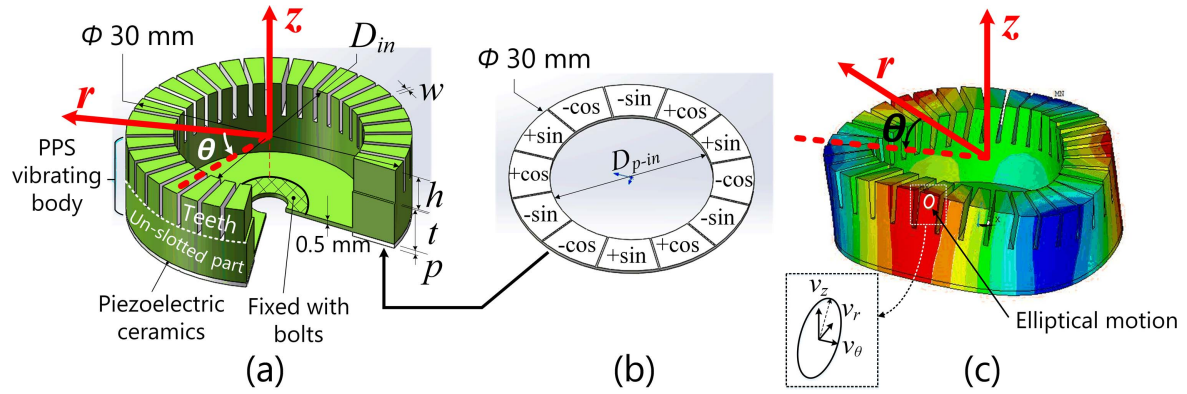 Φ 30 mm
D_in
z
w
r
θ
PPS
vibrating
body
Teeth
Un-slotted part
h
t
p
0.5 mm
Piezoelectric
ceramics
Fixed with
bolts
(a)
Φ 30 mm
-cos
-sin
+cos
+sin
-cos
-sin
+cos
+sin
-cos
-sin
+cos
+sin
D_p-in
(b)
z
r
θ
MN
O
x
v_z
v_r
v_θ
Elliptical motion
(c)